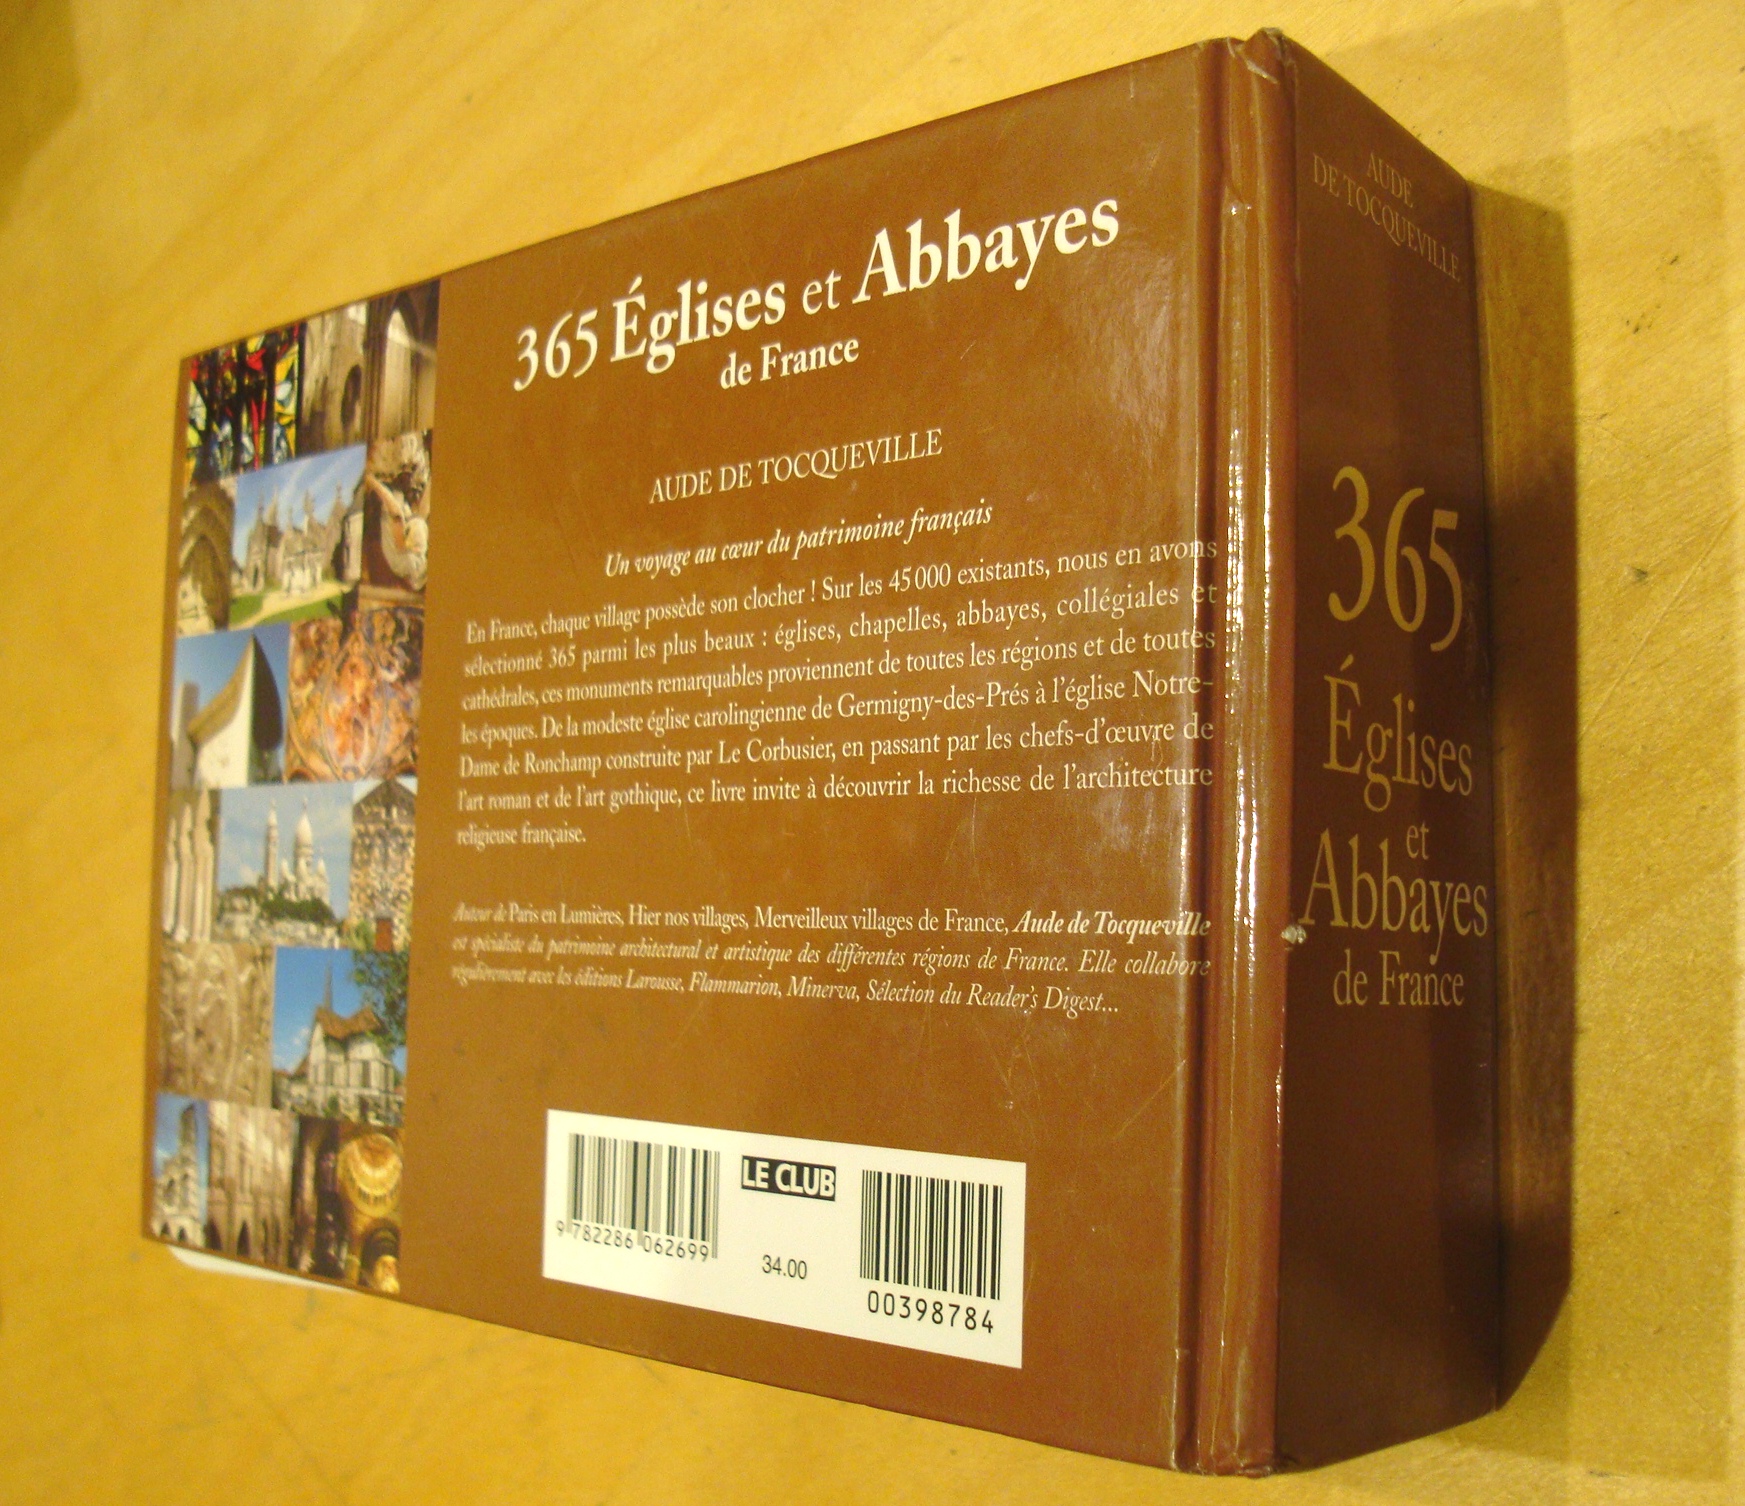 365 Églises et Abbayes
de France
AUDE DE TOCQUEVILLE
Un voyage au cœur du patrimoine français
En France, chaque village possède son clocher ! Sur les 45 000 existants, nous en avons
sélectionné 365 parmi les plus beaux : églises, chapelles, abbayes, collégiales et
cathédrales, ces monuments remarquables proviennent de toutes les régions et de toutes
les époques. De la modeste église carolingienne de Germigny-des-Prés à l'église Notre-
Dame de Ronchamp construite par Le Corbusier, en passant par les chefs-d'œuvre de
l'art roman et de l'art gothique, ce livre invite à découvrir la richesse de l'architecture
religieuse française.
Auteur de Paris en Lumières, Hier nos villages, Merveilleux villages de France, Aude de Tocqueville
est spécialiste du patrimoine architectural et artistique des différentes régions de France. Elle collabore
régulièrement avec les éditions Larousse, Flammarion, Minerva, Sélection du Reader's Digest...
LE CLUB
9 782286 062699
34.00
00398784
AUDE
DE TOCQUEVILLE
365
Églises
et
Abbayes
de France